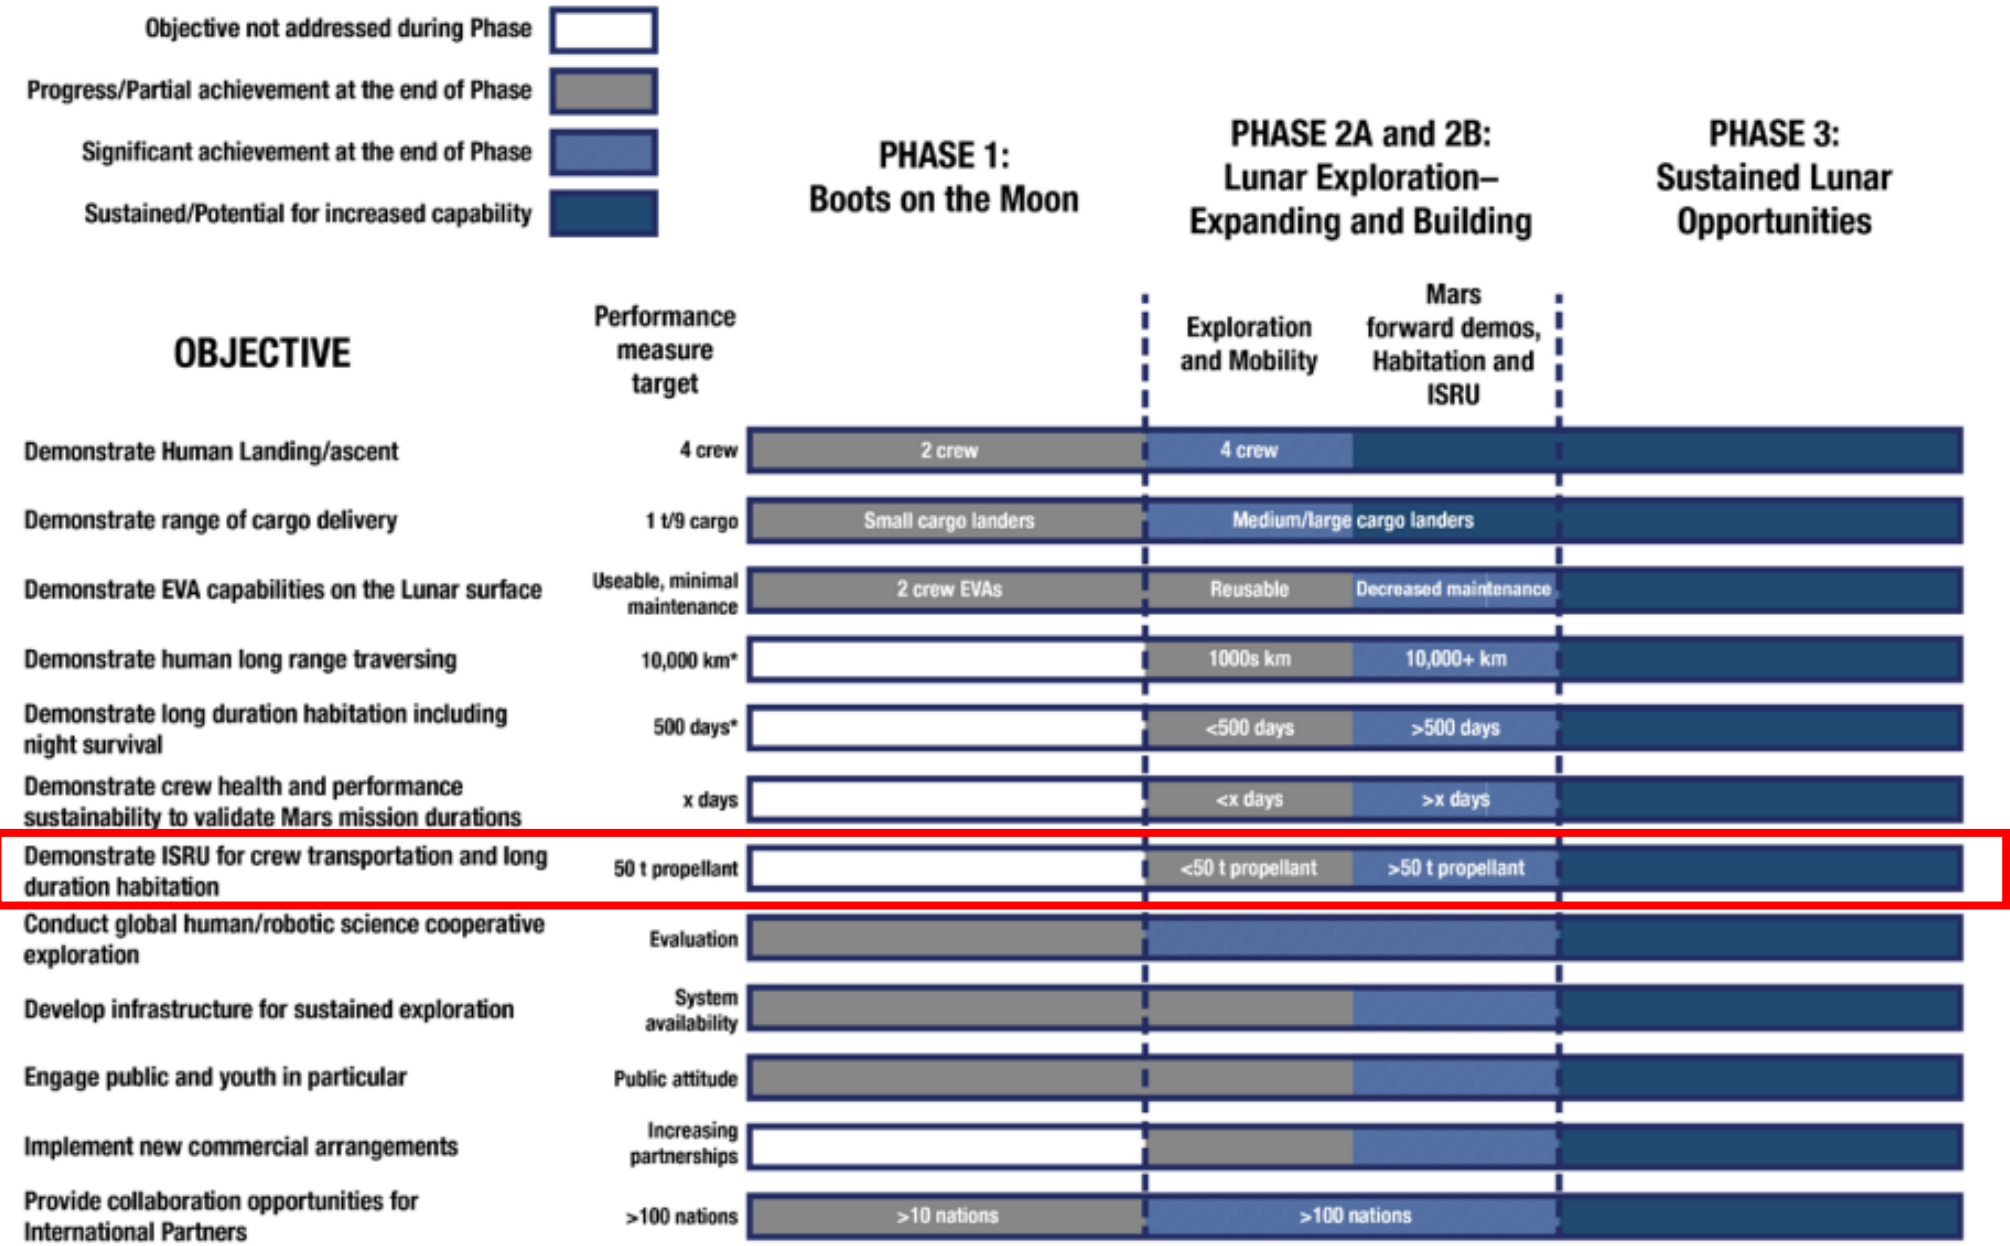 Objective not addressed during Phase
Progress/Partial achievement at the end of Phase
Significant achievement at the end of Phase
Sustained/Potential for increased capability
PHASE 1:
Boots on the Moon
PHASE 2A and 2B:
Lunar Exploration–
Expanding and Building
PHASE 3:
Sustained Lunar
Opportunities
OBJECTIVE
Performance
measure
target
Exploration
and Mobility
Mars
forward demos,
Habitation and
ISRU
Demonstrate Human Landing/ascent
4 crew
2 crew
4 crew
Demonstrate range of cargo delivery
1 t/9 cargo
Small cargo landers
Medium/large cargo landers
Demonstrate EVA capabilities on the Lunar surface
Useable, minimal
maintenance
2 crew EVAs
Reusable
Decreased maintenance
Demonstrate human long range traversing
10,000 km*
1000s km
10,000+ km
Demonstrate long duration habitation including
night survival
500 days*
<500 days
>500 days
Demonstrate crew health and performance
sustainability to validate Mars mission durations
x days
<x days
>x days
Demonstrate ISRU for crew transportation and long
duration habitation
50 t propellant
<50 t propellant
>50 t propellant
Conduct global human/robotic science cooperative
exploration
Evaluation
Develop infrastructure for sustained exploration
System
availability
Engage public and youth in particular
Public attitude
Implement new commercial arrangements
Increasing
partnerships
Provide collaboration opportunities for
International Partners
>100 nations
>10 nations
>100 nations